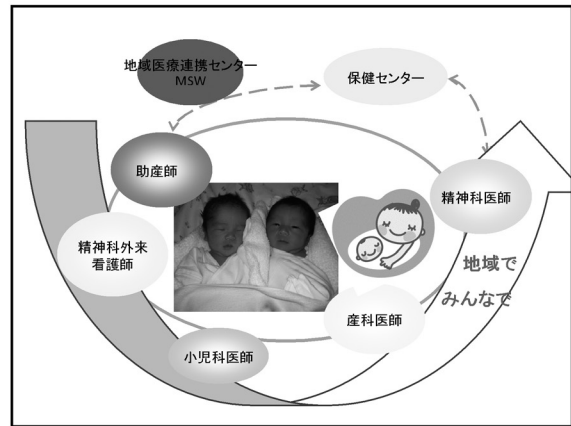 地域医療連携センター
MSW
保健センター
助産師
精神科医師
精神科外来
看護師
地域で
みんなで
産科医師
小児科医師